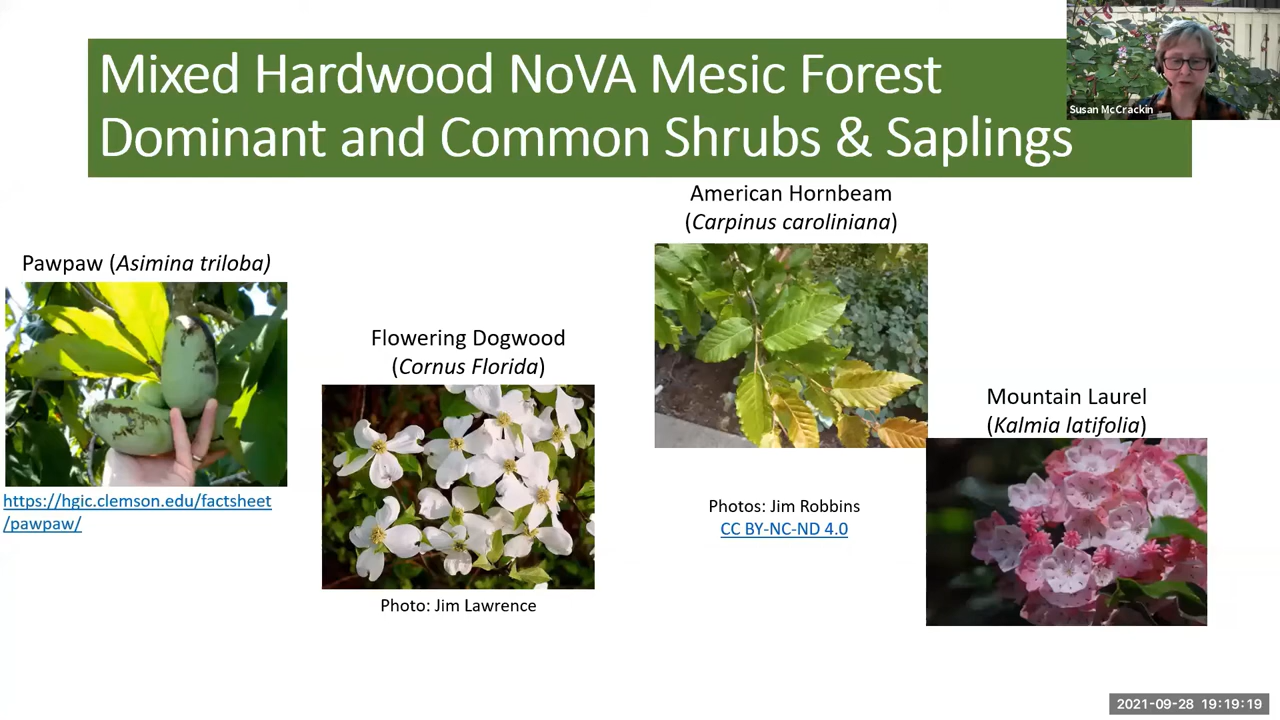 Mixed Hardwood NoVA Mesic Forest
Dominant and Common Shrubs & Saplings
Susan McCrackin
American Hornbeam
(Carpinus caroliniana)
Pawpaw (Asimina triloba)
Flowering Dogwood
(Cornus Florida)
Mountain Laurel
(Kalmia latifolia)
https://hgic.clemson.edu/factsheet
/pawpaw/
Photos: Jim Robbins
CC BY-NC-ND 4.0
Photo: Jim Lawrence
2021-09-28 19:19:19